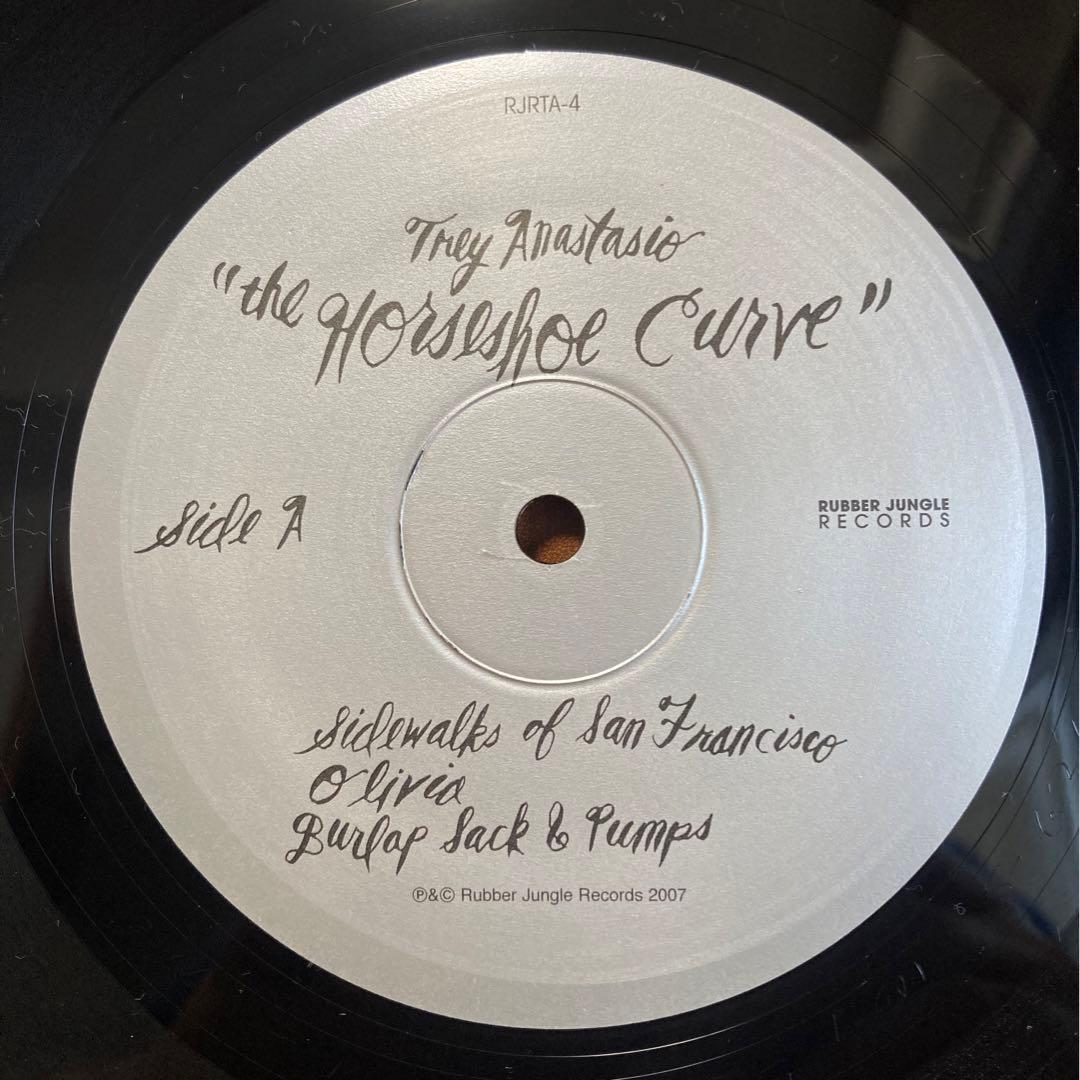 RJRTA-4
Trey Anastasio
"the Horseshoe Curve"
Side A
RUBBER JUNGLE
RECORDS
Sidewalks of San Francisco
Olivia
Burlap Sack & Pumps
℗&© Rubber Jungle Records 2007